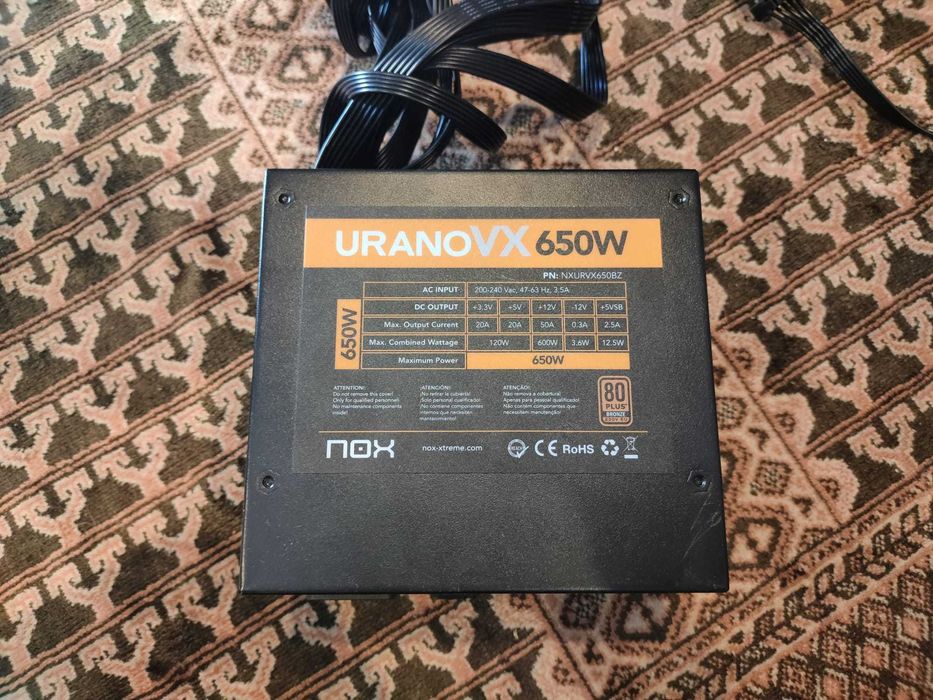 URANOVX 650W
PN: NXURVX650BZ
AC INPUT: 200-240 Vac, 47-63 Hz, 3.5A
DC OUTPUT +3.3V +5V +12V -12V +5VSB
Max. Output Current 20A 20A 50A 0.3A 2.5A
Max. Combined Wattage 120W 600W 3.6W 12.5W
Maximum Power 650W
650W
ATTENTION:
Do not remove this cover!
Only for qualified personnel!
No maintenance components
inside!
¡ATENCIÓN!:
¡No retirar la cubierta!
¡Solo personal qualificado!
¡No contiene componentes
internos que necesiten
mantenimiento!
ATENÇÃO:
Não remova a cobertura!
Apenas para pessoal qualificado!
Não contém componentes que
necessitem manutenção!
80
PLUS
BRONZE
230V EU
nox
nox-xtreme.com
CE RoHS